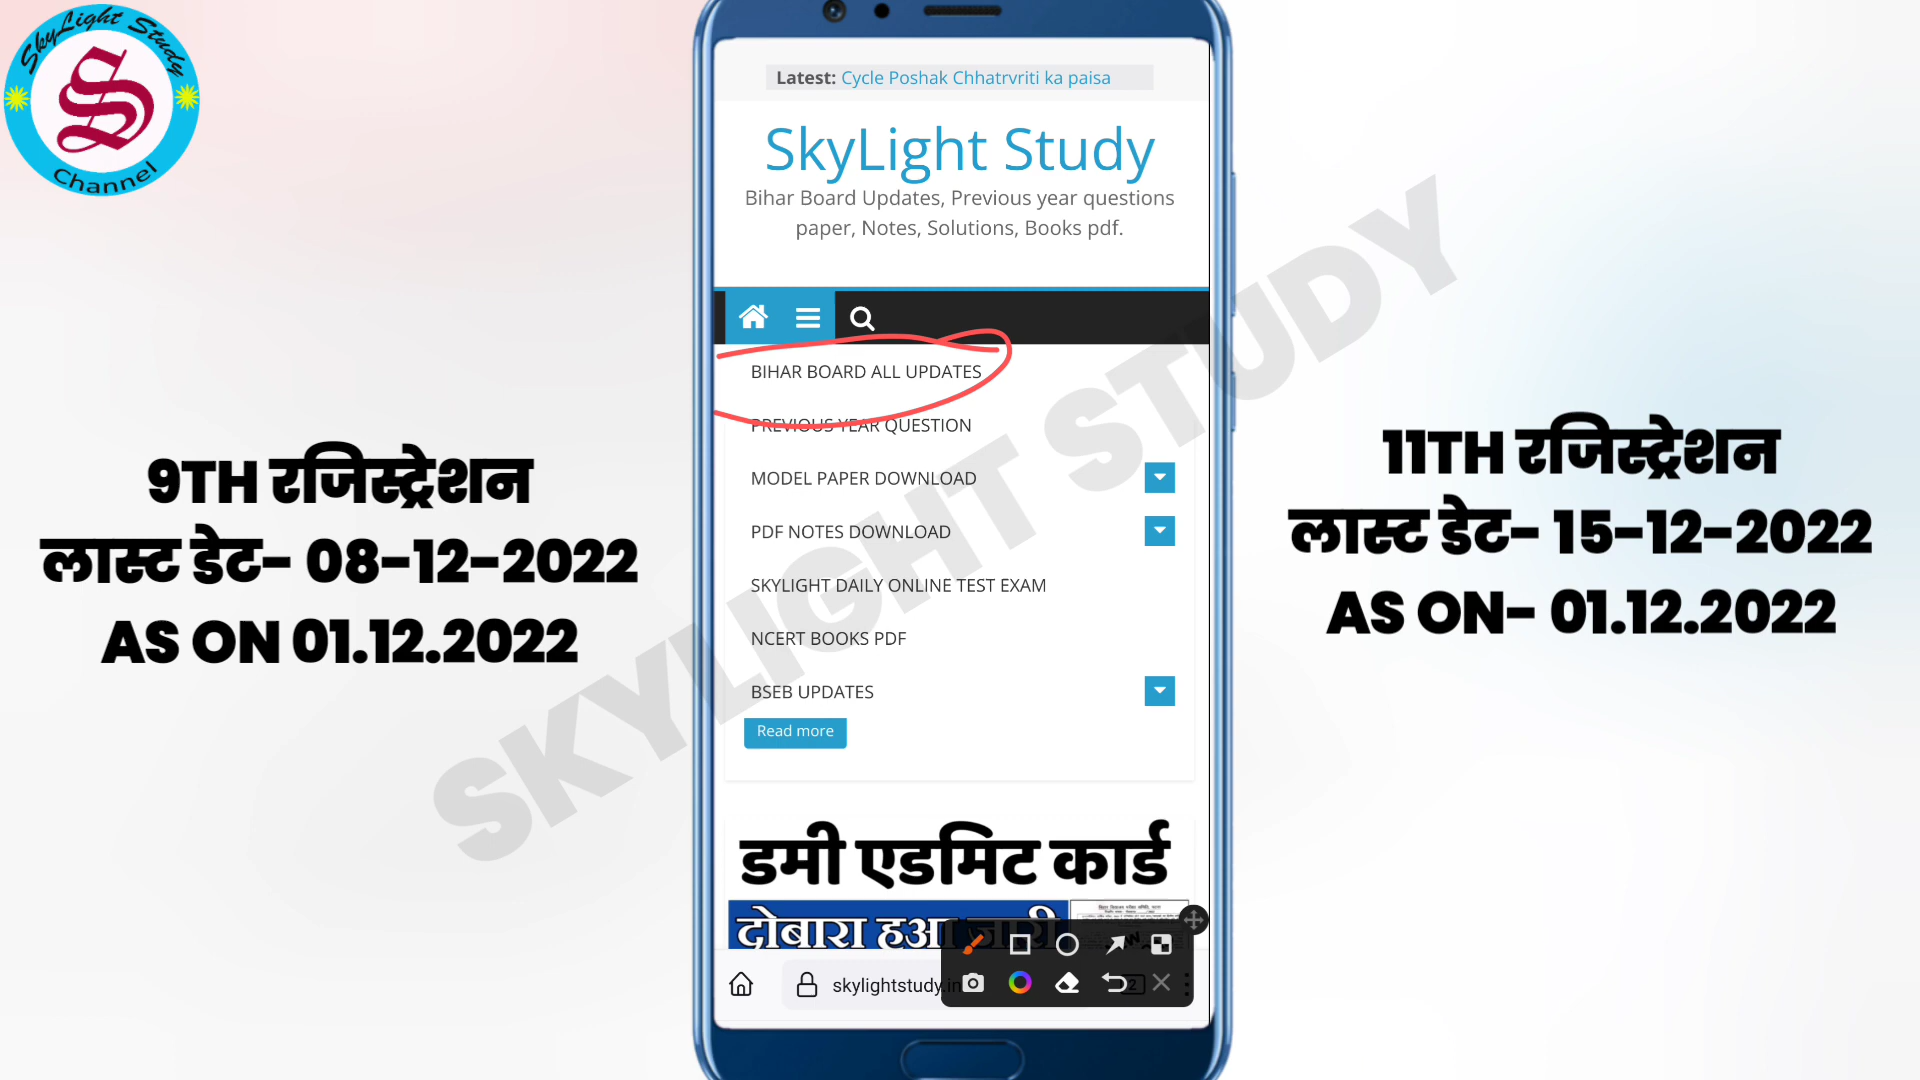 SkyLight Study
S
Channel
Latest: Cycle Poshak Chhatrvriti ka paisa
SkyLight Study
Bihar Board Updates, Previous year questions
paper, Notes, Solutions, Books pdf.
BIHAR BOARD ALL UPDATES
PREVIOUS YEAR QUESTION
MODEL PAPER DOWNLOAD
PDF NOTES DOWNLOAD
SKYLIGHT DAILY ONLINE TEST EXAM
NCERT BOOKS PDF
BSEB UPDATES
Read more
डमी एडमिट कार्ड
दोबारा हुआ जारी
skylightstudy.in
9TH रजिस्ट्रेशन
लास्ट डेट- 08-12-2022
AS ON 01.12.2022
11TH रजिस्ट्रेशन
लास्ट डेट- 15-12-2022
AS ON- 01.12.2022
SKYLIGHT STUDY